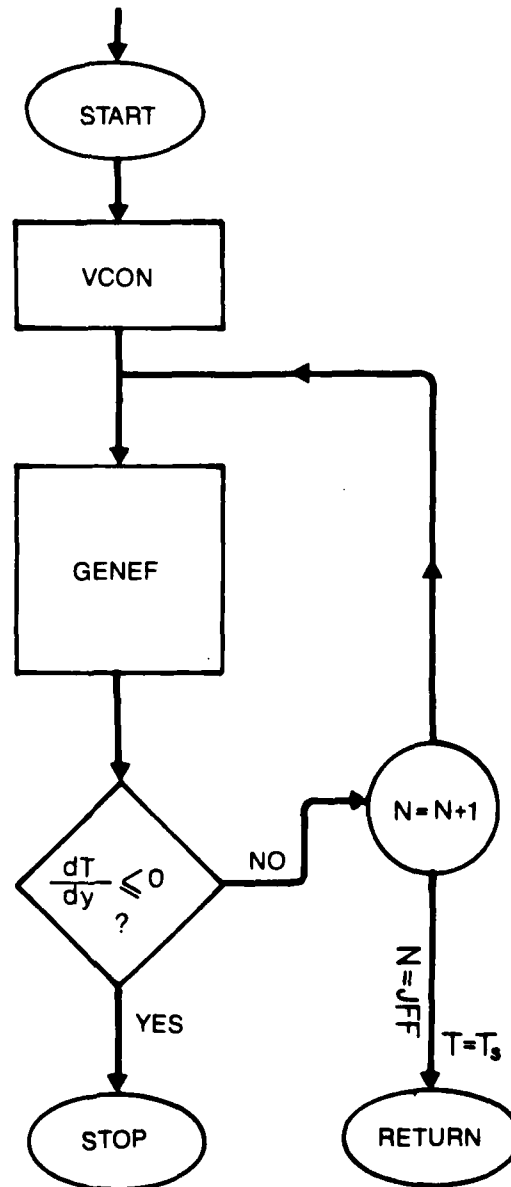 START
VCON
GENEF
dT/dy ⩽ 0
?
NO
N = N+1
YES
N=JFF
T=Tₛ
STOP
RETURN